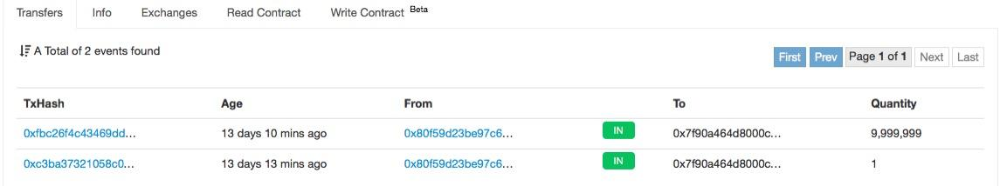 Transfers Info Exchanges Read Contract Write Contract Beta
A Total of 2 events found
First Prev Page 1 of 1 Next Last
TxHash Age From To Quantity
0xfbc26f4c43469dd... 13 days 10 mins ago 0x80f59d23be97c6... IN 0x7f90a464d8000c... 9,999,999
0xc3ba37321058c0... 13 days 13 mins ago 0x80f59d23be97c6... IN 0x7f90a464d8000c... 1